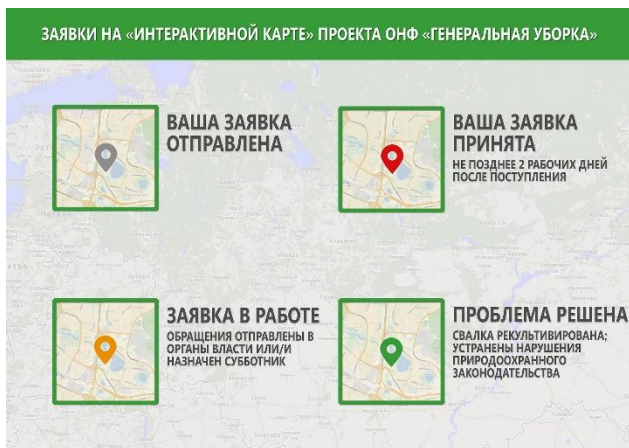 ЗАЯВКИ НА «ИНТЕРАКТИВНОЙ КАРТЕ» ПРОЕКТА ОНФ «ГЕНЕРАЛЬНАЯ УБОРКА»
ВАША ЗАЯВКА
ОТПРАВЛЕНА
ВАША ЗАЯВКА
ПРИНЯТА
НЕ ПОЗДНЕЕ 2 РАБОЧИХ ДНЕЙ
ПОСЛЕ ПОСТУПЛЕНИЯ
ЗАЯВКА В РАБОТЕ
ОБРАЩЕНИЯ ОТПРАВЛЕНЫ В
ОРГАНЫ ВЛАСТИ ИЛИ/И
НАЗНАЧЕН СУББОТНИК
ПРОБЛЕМА РЕШЕНА
СВАЛКА РЕКУЛЬТИВИРОВАНА;
УСТРАНЕНЫ НАРУШЕНИЯ
ПРИРОДООХРАННОГО
ЗАКОНОДАТЕЛЬСТВА